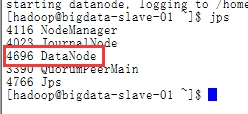 starting datanode, logging to /home
[hadoop@bigdata-slave-01 ~]$ jps
4116 NodeManager
4023 JournalNode
4696 DataNode
3390 QuorumPeerMain
4766 Jps
[hadoop@bigdata-slave-01 ~]$